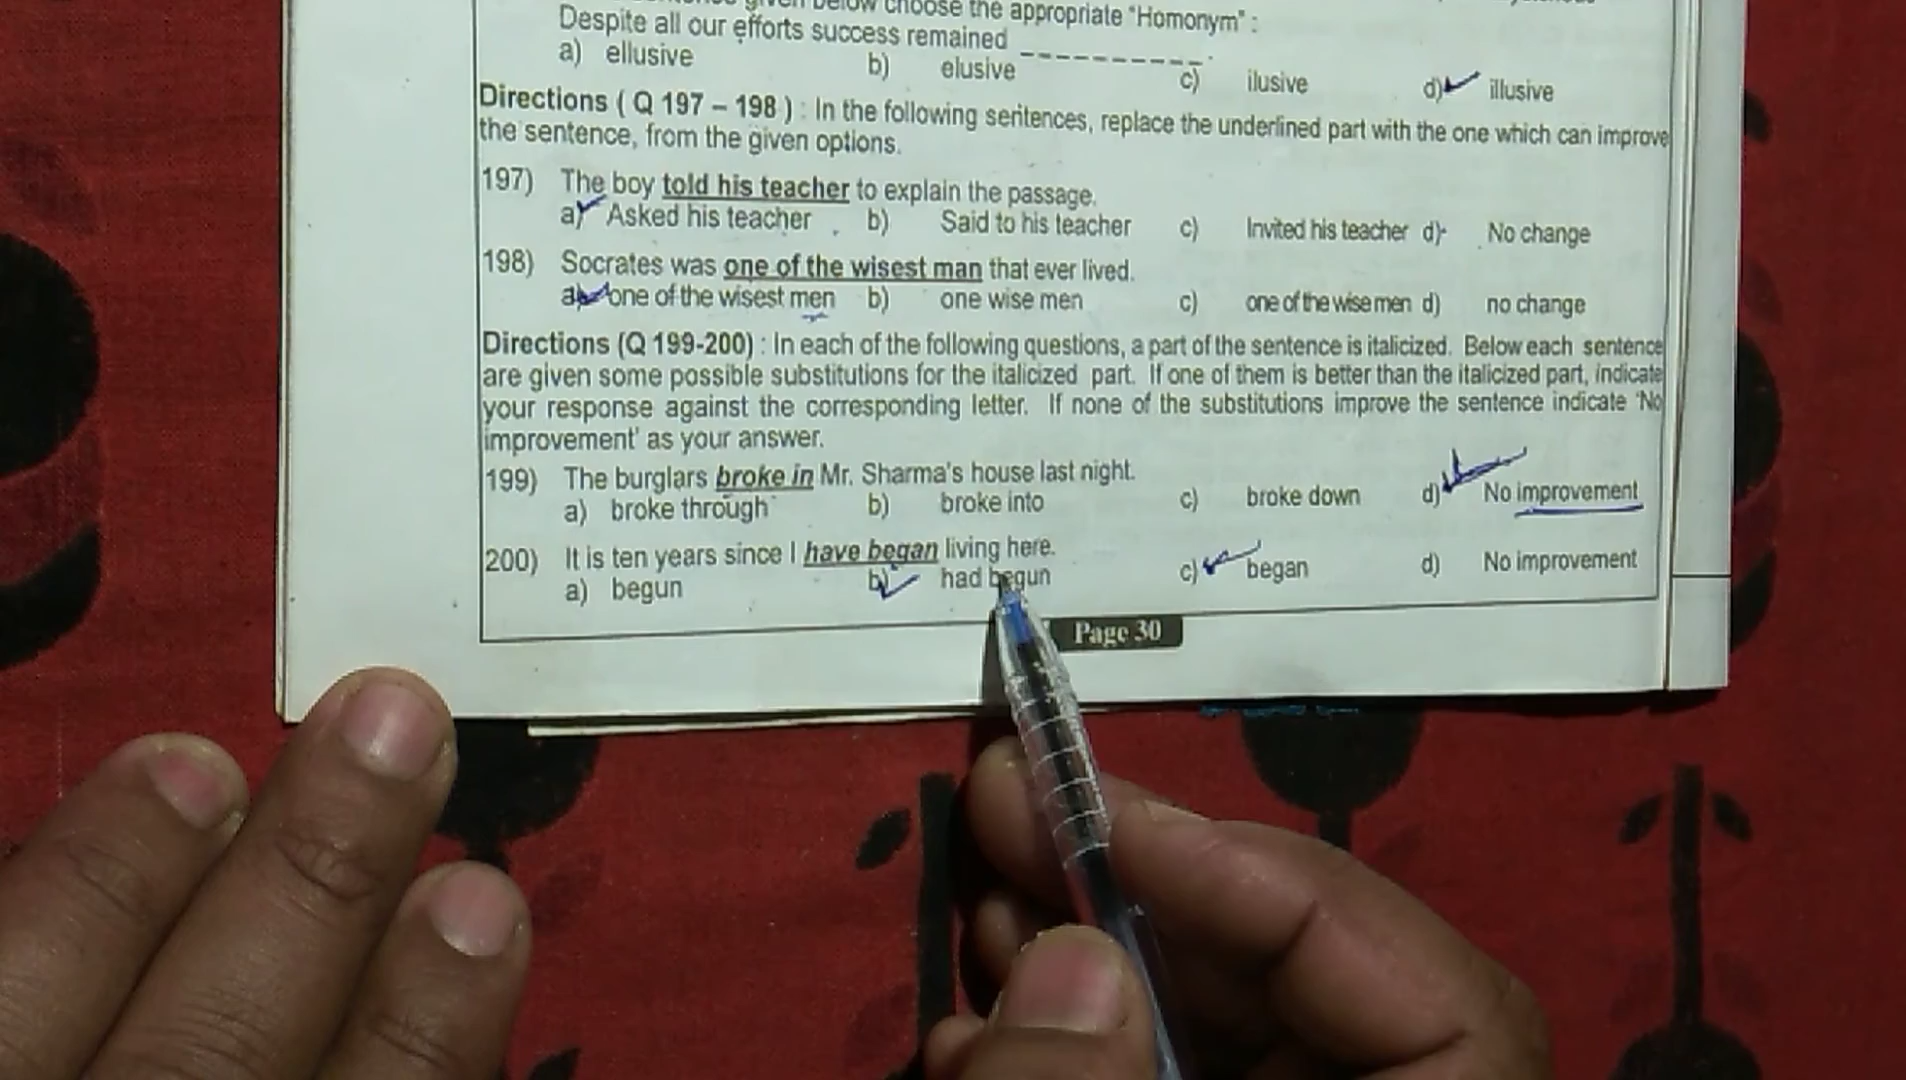 given below choose the appropriate "Homonym" :
Despite all our efforts success remained ___________.
a) ellusive b) elusive c) ilusive d) illusive
Directions ( Q 197 – 198 ) : In the following sentences, replace the underlined part with the one which can improve
the sentence, from the given options.
197) The boy told his teacher to explain the passage.
a) Asked his teacher b) Said to his teacher c) Invited his teacher d) No change
198) Socrates was one of the wisest man that ever lived.
a) one of the wisest men b) one wise men c) one of the wise men d) no change
Directions (Q 199-200) : In each of the following questions, a part of the sentence is italicized. Below each sentence
are given some possible substitutions for the italicized part. If one of them is better than the italicized part, indicate
your response against the corresponding letter. If none of the substitutions improve the sentence indicate 'No
improvement' as your answer.
199) The burglars broke in Mr. Sharma's house last night.
a) broke through b) broke into c) broke down d) No improvement
200) It is ten years since I have began living here.
a) begun b) had begun c) began d) No improvement
Page 30